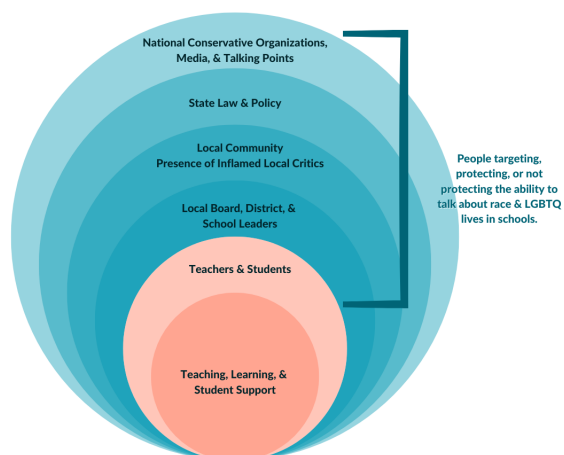 National Conservative Organizations,
Media, & Talking Points
State Law & Policy
Local Community
Presence of Inflamed Local Critics
Local Board, District, &
School Leaders
Teachers & Students
Teaching, Learning, &
Student Support
People targeting,
protecting, or not
protecting the ability to
talk about race & LGBTQ
lives in schools.